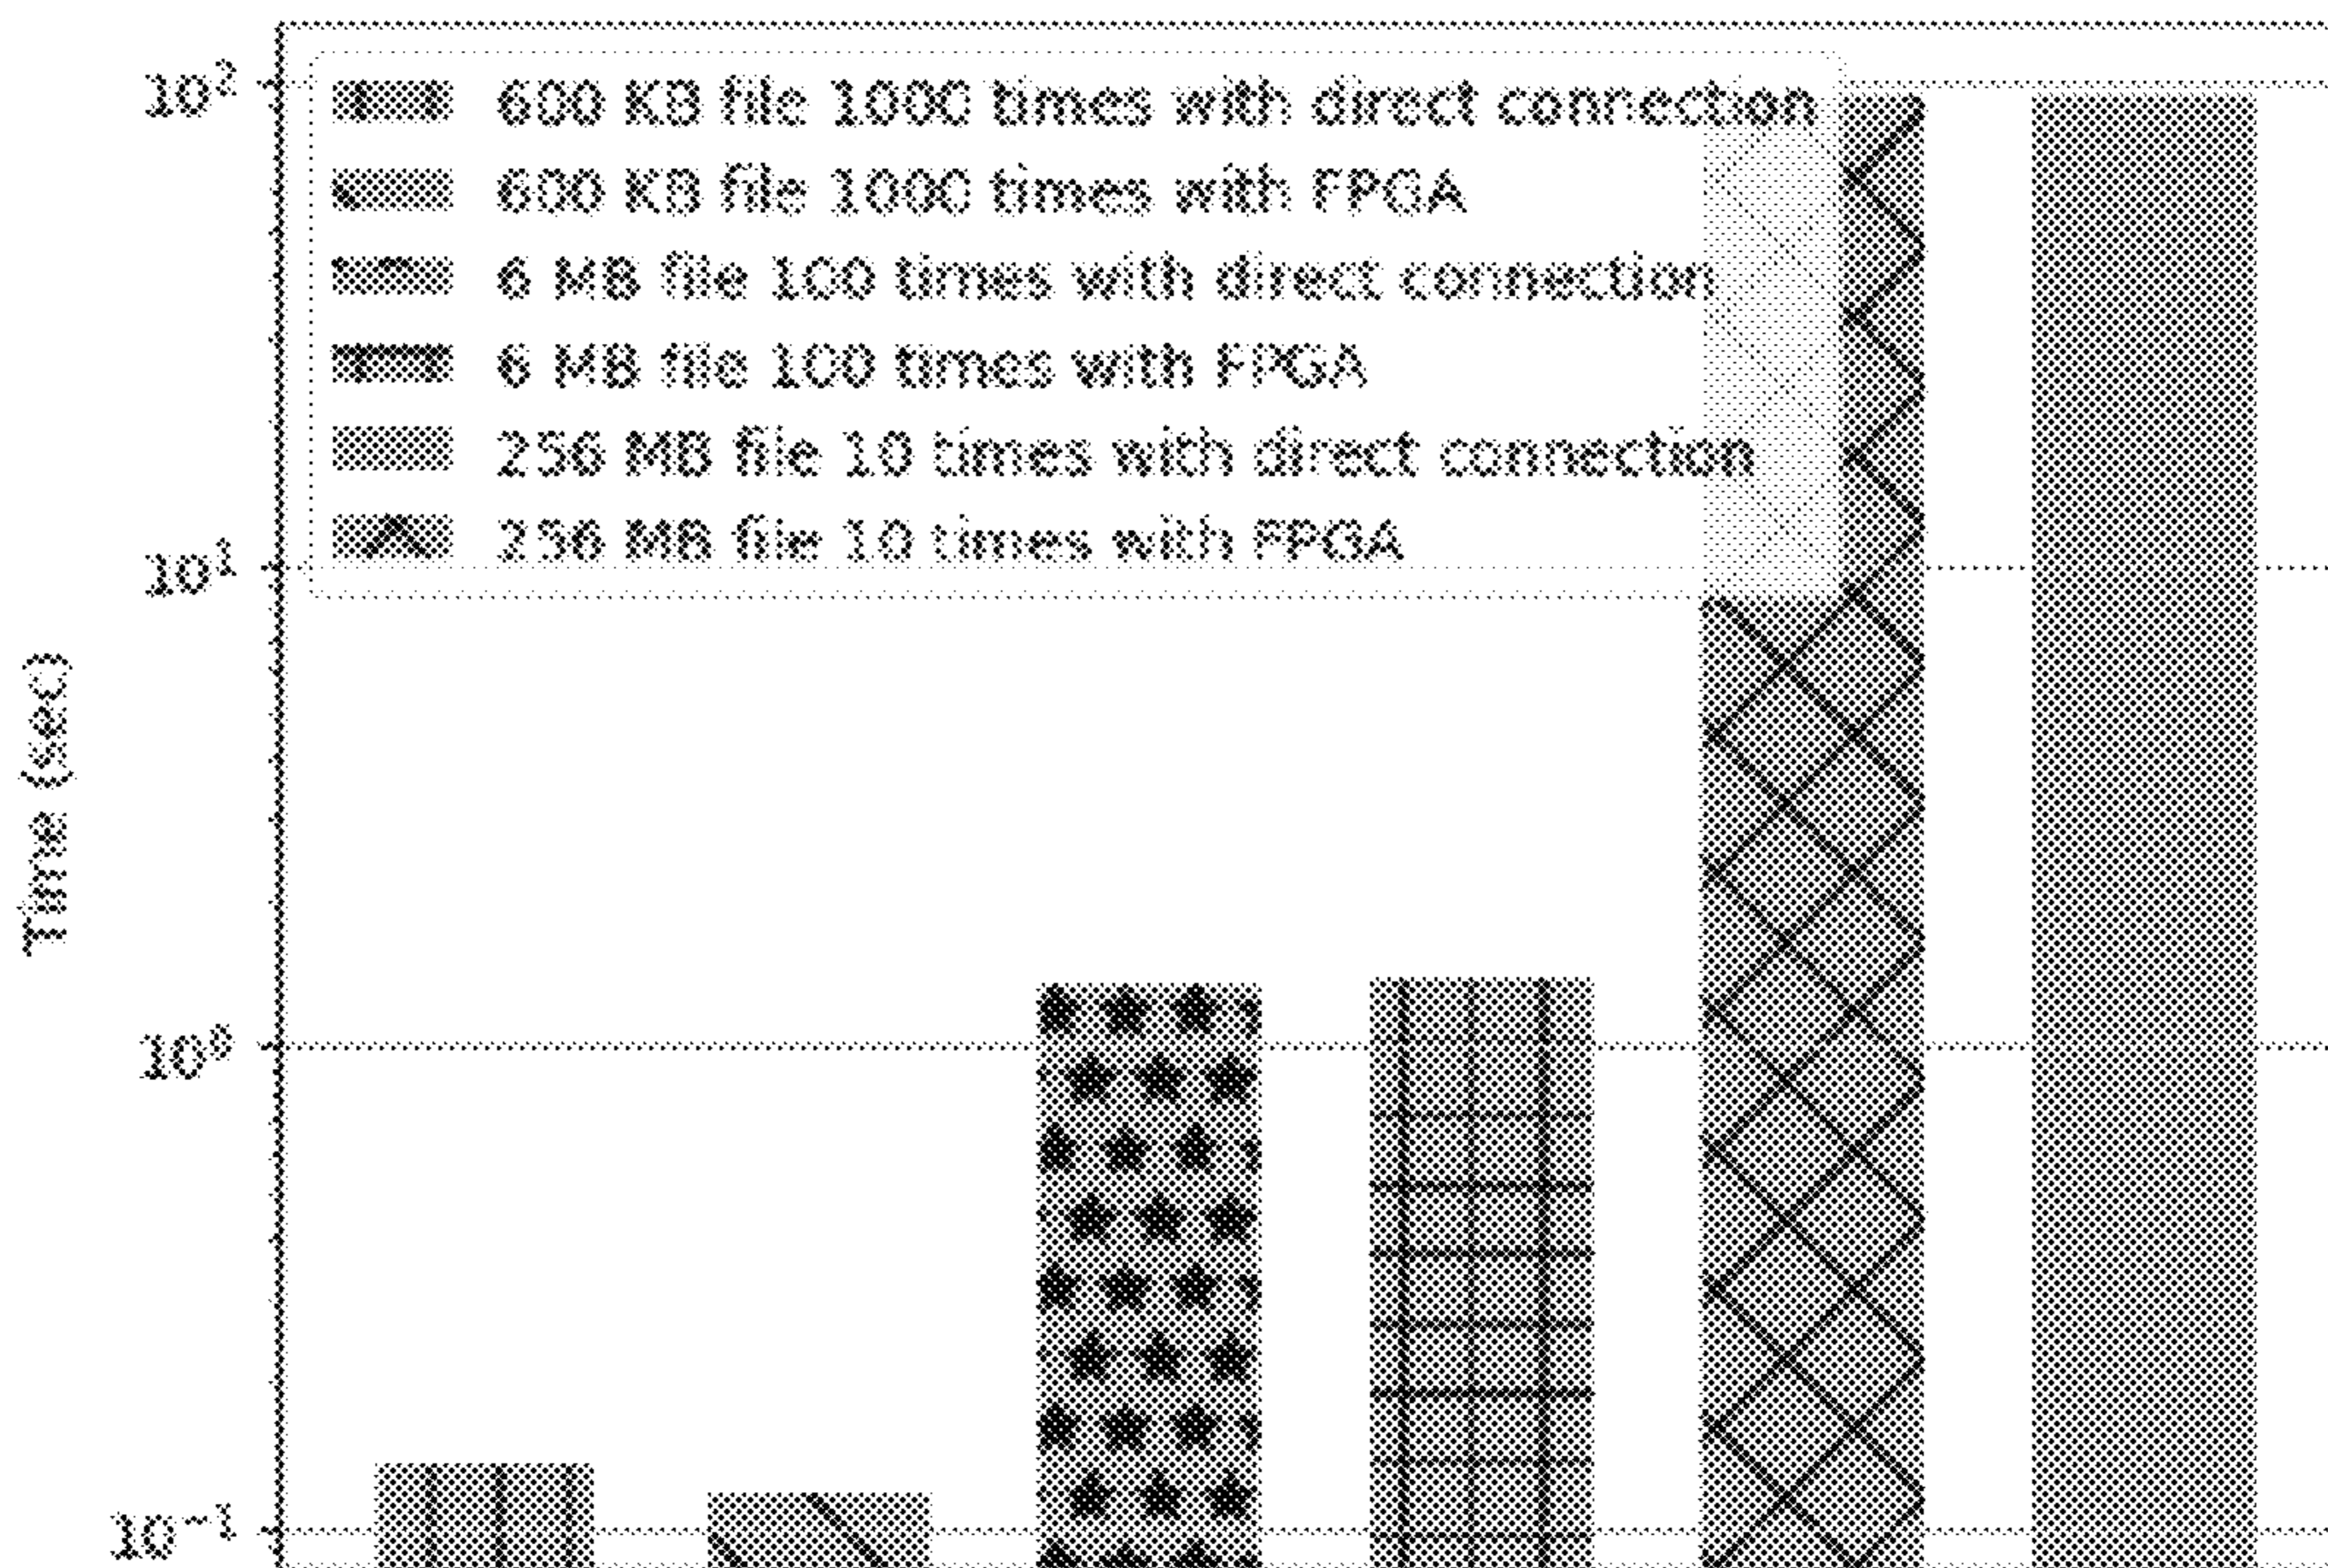 10²
600 KB file 1000 times with direct connection
600 KB file 1000 times with FPGA
6 MB file 100 times with direct connection
6 MB file 100 times with FPGA
256 MB file 10 times with direct connection
256 MB file 10 times with FPGA
10¹
Time (sec)
10⁰
10⁻¹